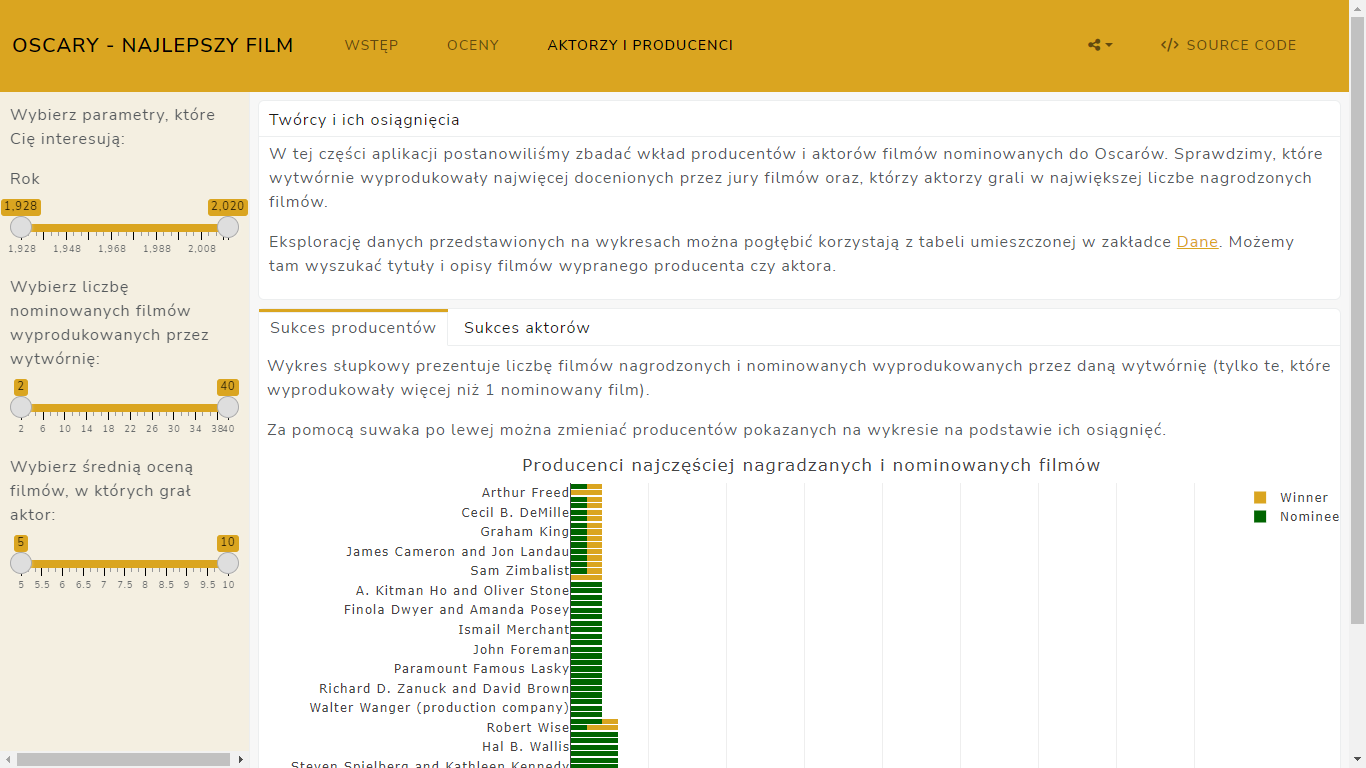 OSCARY - NAJLEPSZY FILM
WSTĘP
OCENY
AKTORZY I PRODUCENCI
SOURCE CODE
Wybierz parametry, które
Cię interesują:
Rok
1,928 2,020
1,928 1,948 1,968 1,988 2,008
Wybierz liczbę
nominowanych filmów
wyprodukowanych przez
wytwórnię:
2 40
2 6 10 14 18 22 26 30 34 38 40
Wybierz średnią oceną
filmów, w których grał
aktor:
5 10
5 5.5 6 6.5 7 7.5 8 8.5 9 9.5 10
Twórcy i ich osiągnięcia
W tej części aplikacji postanowiliśmy zbadać wkład producentów i aktorów filmów nominowanych do Oscarów. Sprawdzimy, które
wytwórnie wyprodukowały najwięcej docenionych przez jury filmów oraz, którzy aktorzy grali w największej liczbe nagrodzonych
filmów.
Eksplorację danych przedstawionych na wykresach można pogłębić korzystają z tabeli umieszczonej w zakładce Dane. Możemy
tam wyszukać tytuły i opisy filmów wypranego producenta czy aktora.
Sukces producentów
Sukces aktorów
Wykres słupkowy prezentuje liczbę filmów nagrodzonych i nominowanych wyprodukowanych przez daną wytwórnię (tylko te, które
wyprodukowały więcej niż 1 nominowany film).
Za pomocą suwaka po lewej można zmieniać producentów pokazanych na wykresie na podstawie ich osiągnięć.
Producenci najczęściej nagradzanych i nominowanych filmów
Arthur Freed
Cecil B. DeMille
Graham King
James Cameron and Jon Landau
Sam Zimbalist
A. Kitman Ho and Oliver Stone
Finola Dwyer and Amanda Posey
Ismail Merchant
John Foreman
Paramount Famous Lasky
Richard D. Zanuck and David Brown
Walter Wanger (production company)
Robert Wise
Hal B. Wallis
Steven Spielberg and Kathleen Kennedy
Winner
Nominee